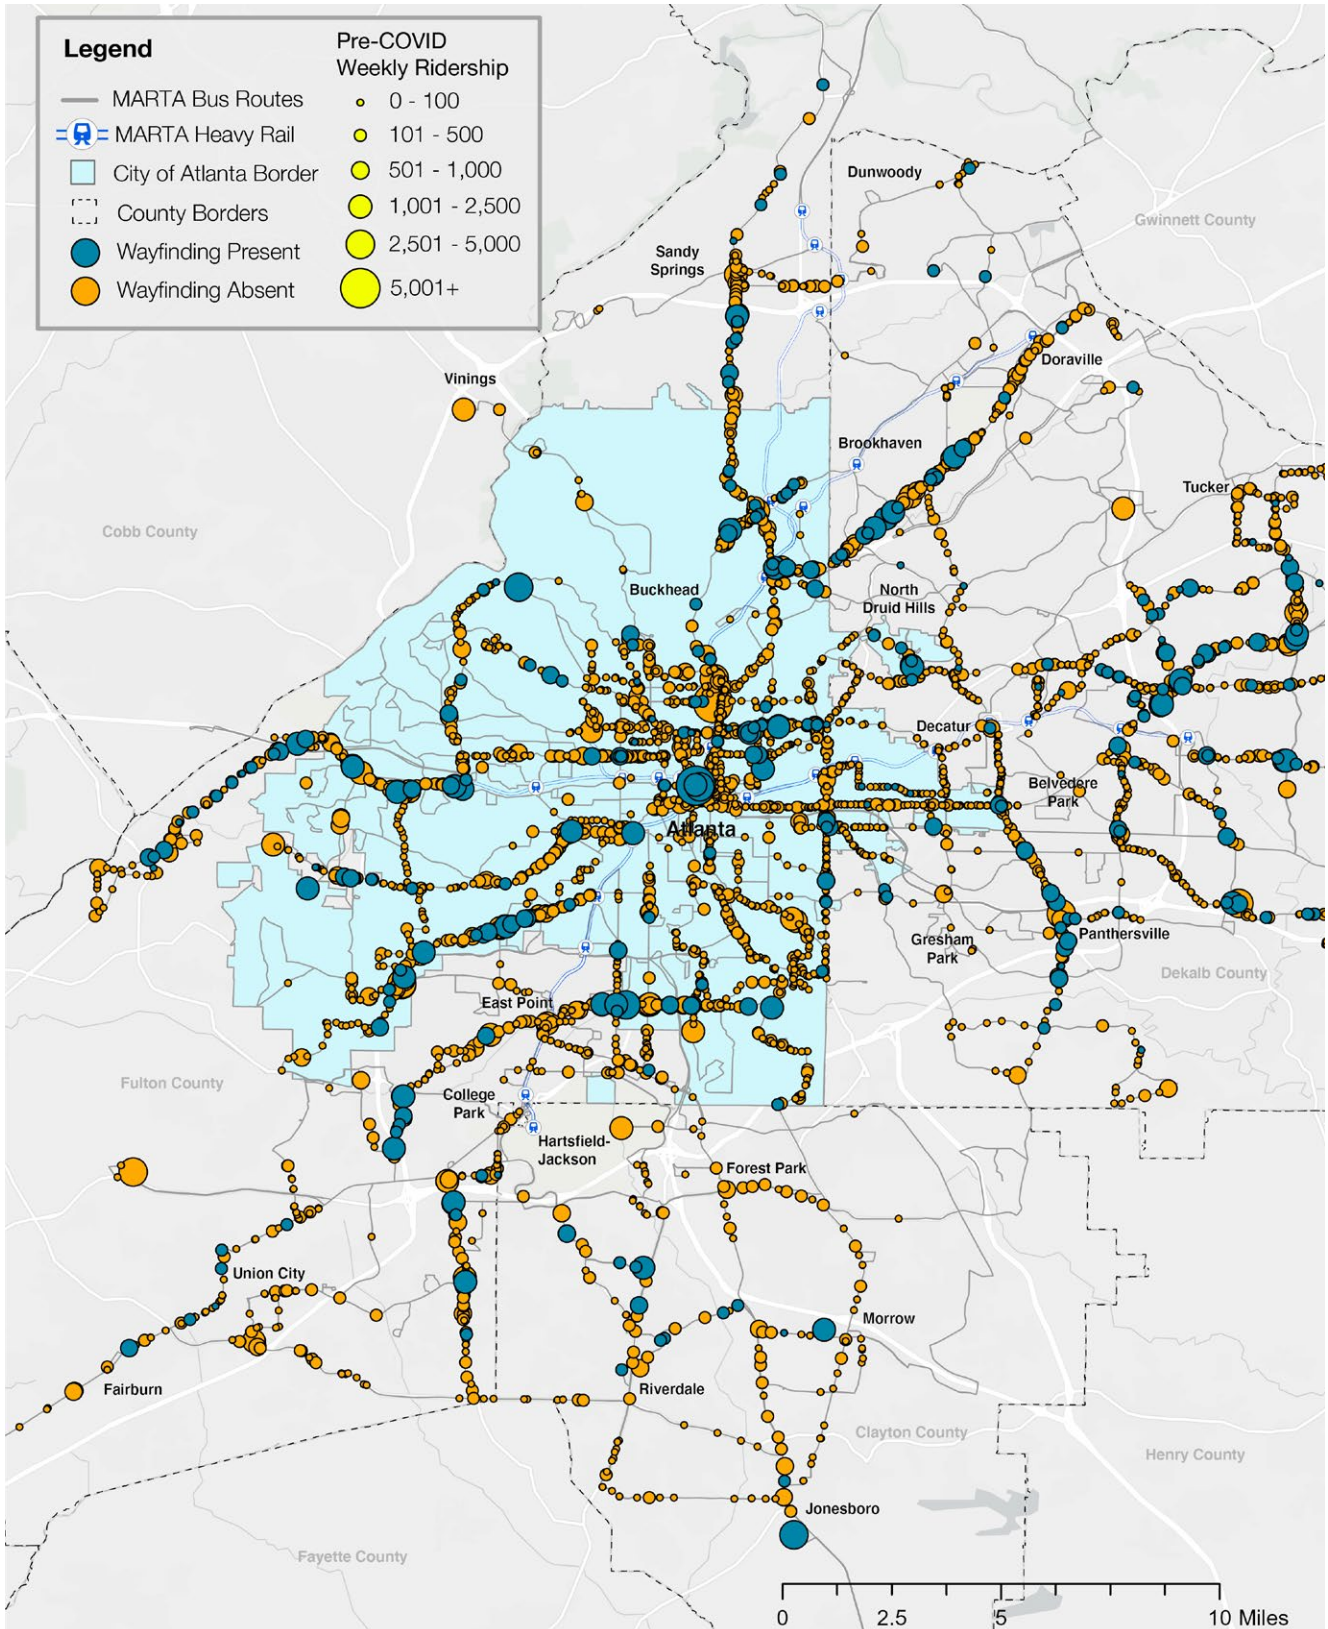 Legend
MARTA Bus Routes
MARTA Heavy Rail
City of Atlanta Border
County Borders
Wayfinding Present
Wayfinding Absent
Pre-COVID
Weekly Ridership
0 - 100
101 - 500
501 - 1,000
1,001 - 2,500
2,501 - 5,000
5,001+
Dunwoody
Gwinnett County
Sandy
Springs
Doraville
Vinings
Brookhaven
Tucker
Cobb County
Buckhead
North
Druid Hills
Decatur
Belvedere
Park
Atlanta
Gresham
Park
Panthersville
Dekalb County
East Point
Fulton County
College
Park
Hartsfield-
Jackson
Forest Park
Union City
Morrow
Fairburn
Riverdale
Clayton County
Henry County
Jonesboro
Fayette County
0 2.5 5 10 Miles